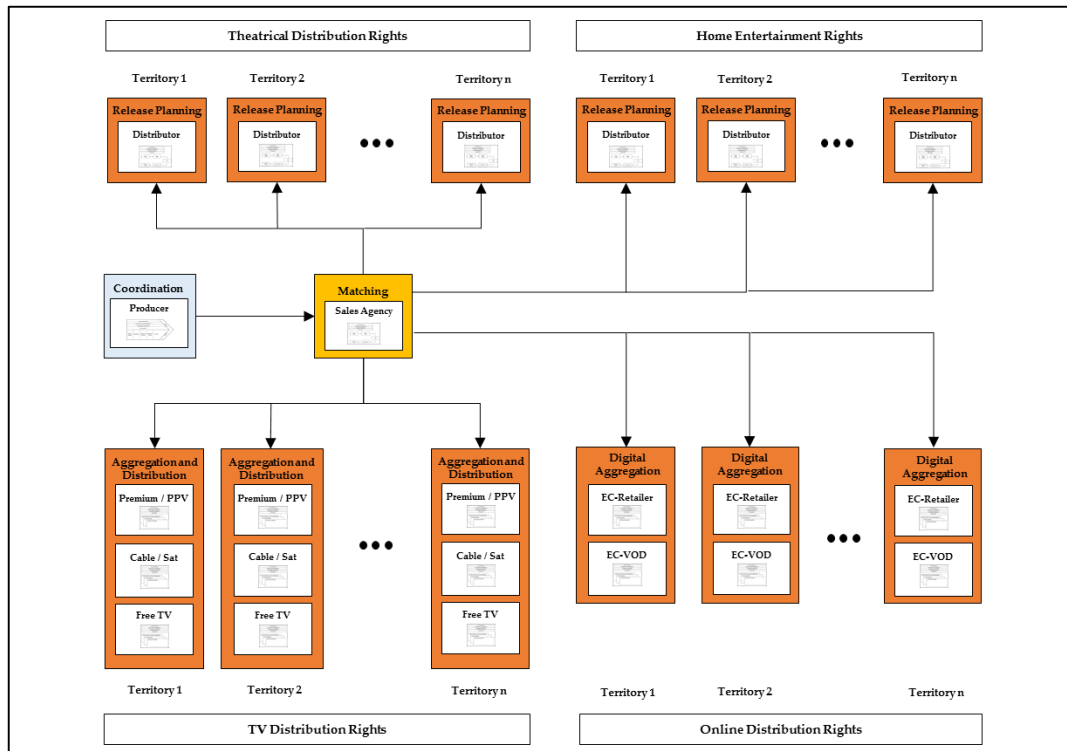 Theatrical Distribution Rights
Home Entertainment Rights
Territory 1
Territory 2
Territory n
Territory 1
Territory 2
Territory n
Release Planning
Distributor
Release Planning
Distributor
Release Planning
Distributor
Release Planning
Distributor
Release Planning
Distributor
Release Planning
Distributor
Coordination
Producer
Matching
Sales Agency
Aggregation and
Distribution
Premium / PPV
Cable / Sat
Free TV
Aggregation and
Distribution
Premium / PPV
Cable / Sat
Free TV
Aggregation and
Distribution
Premium / PPV
Cable / Sat
Free TV
Digital
Aggregation
EC-Retailer
EC-VOD
Digital
Aggregation
EC-Retailer
EC-VOD
Digital
Aggregation
EC-Retailer
EC-VOD
Territory 1
Territory 2
Territory n
Territory 1
Territory 2
Territory n
TV Distribution Rights
Online Distribution Rights